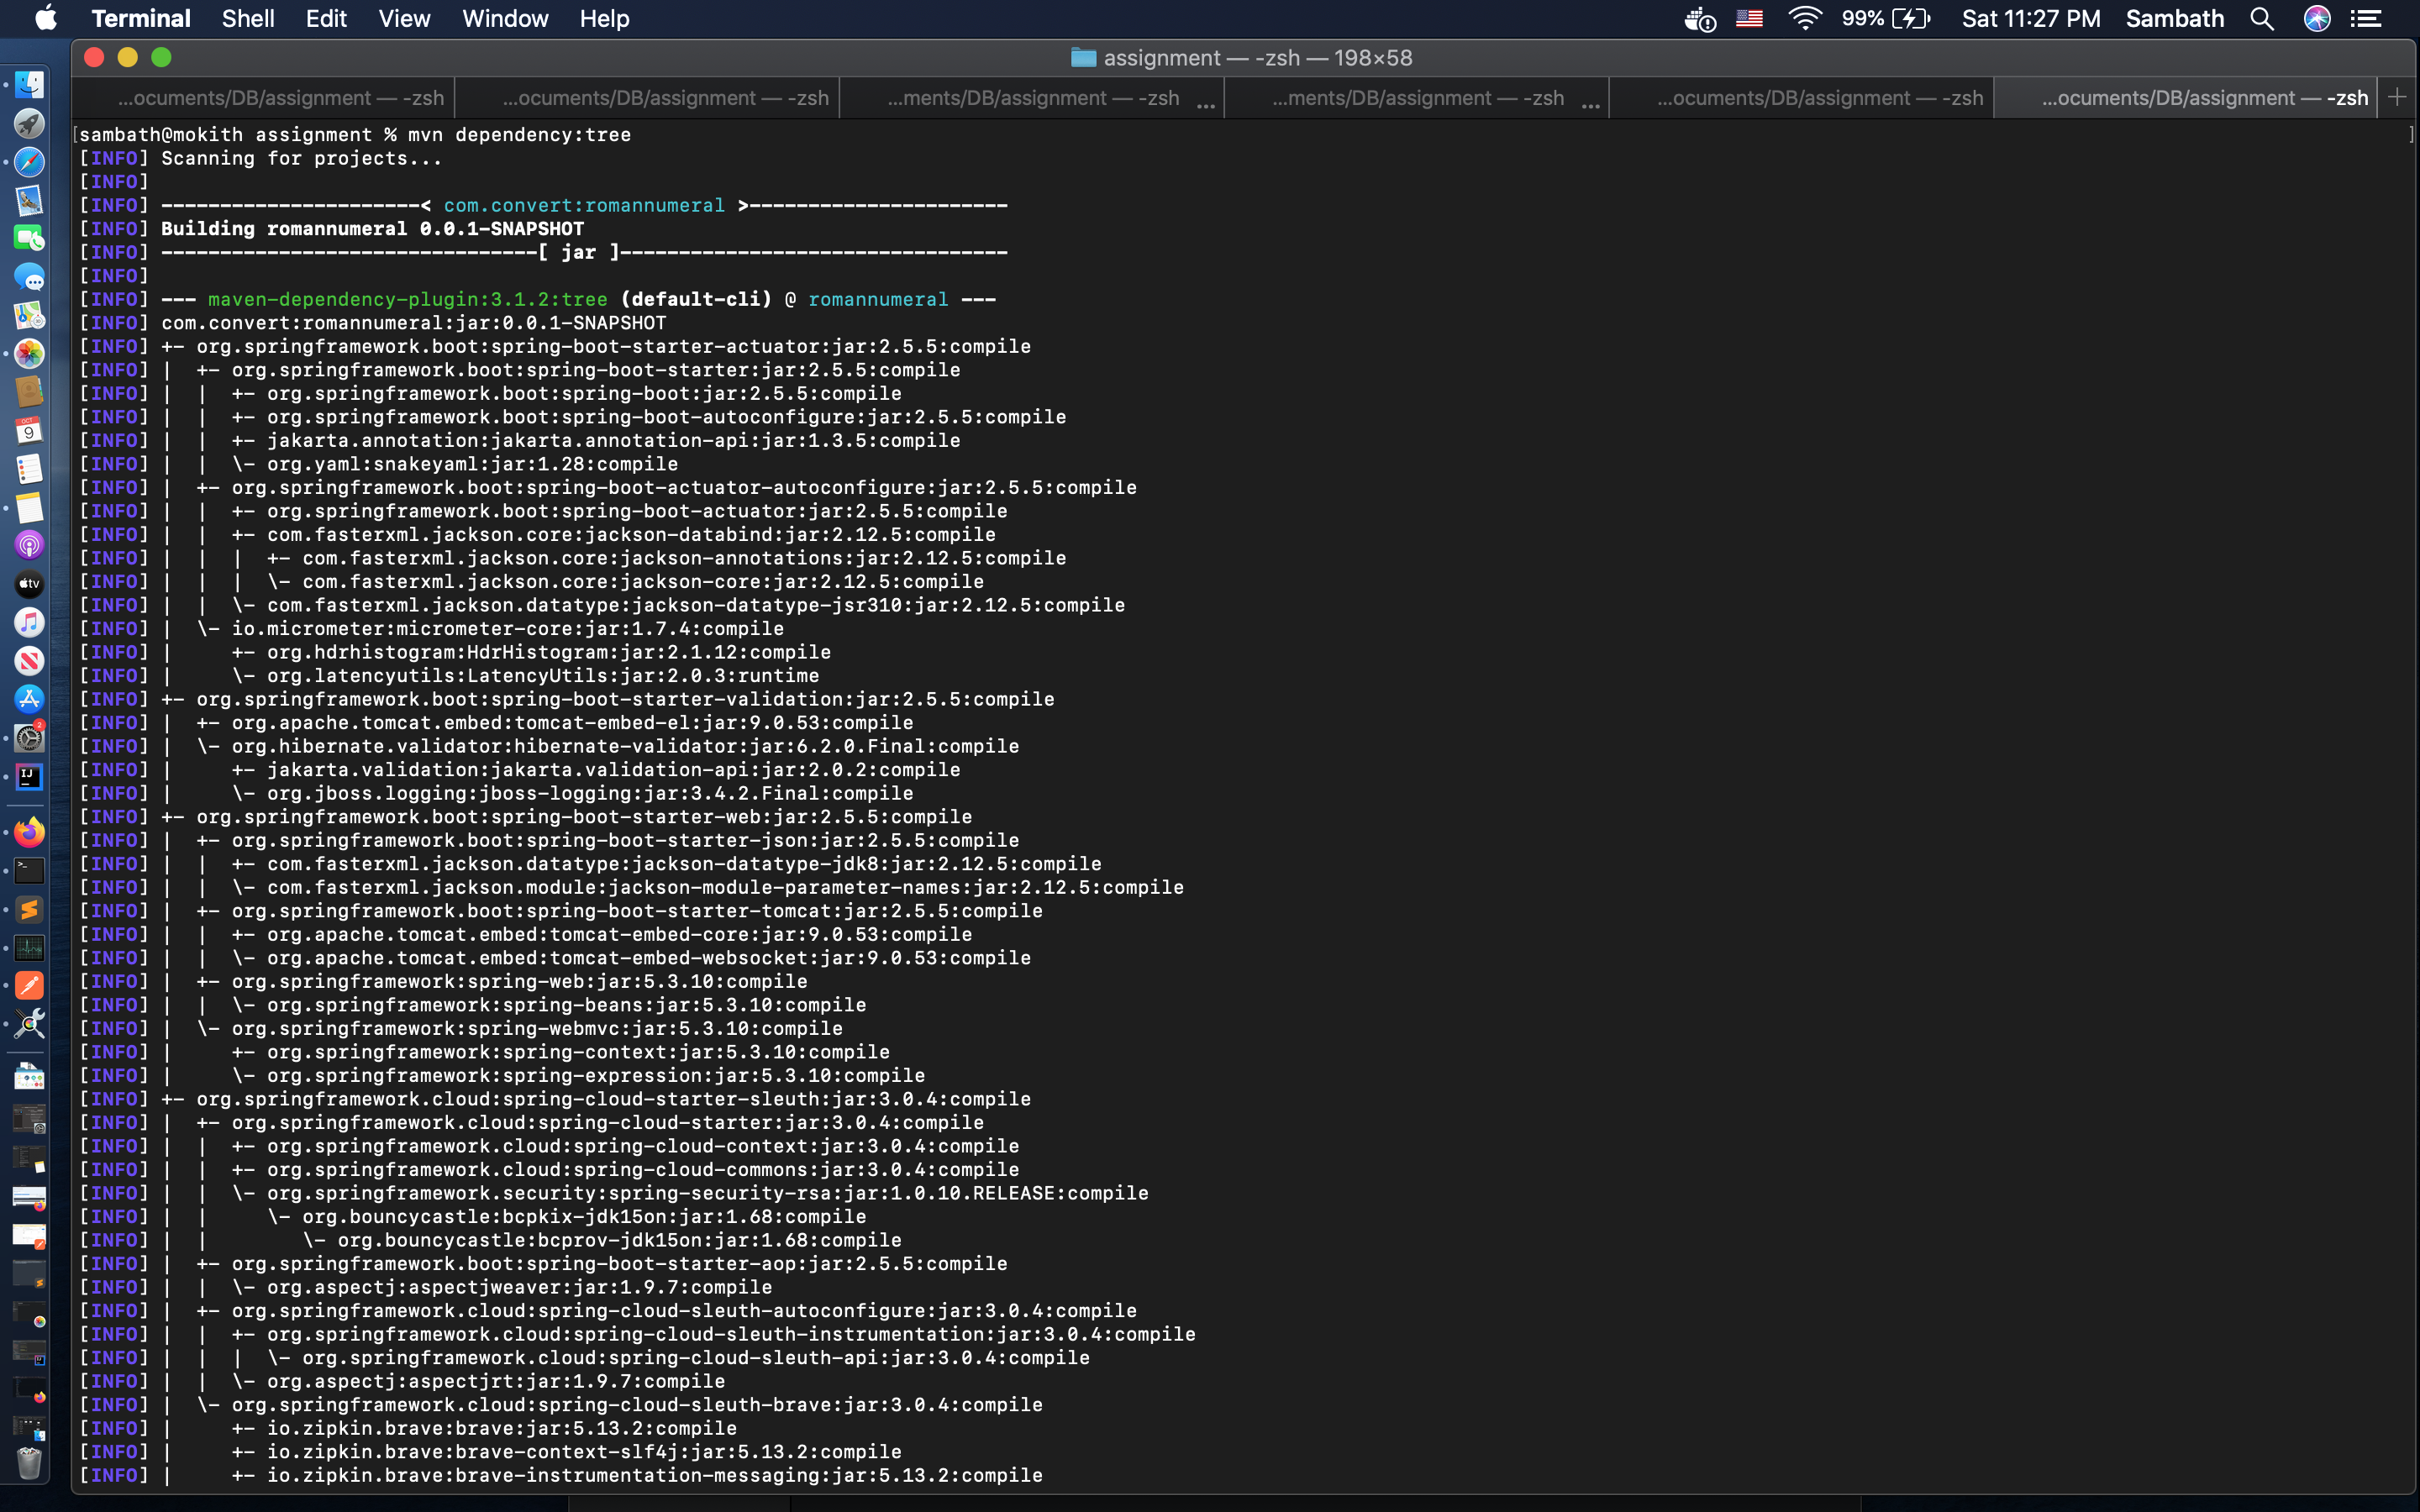 Terminal Shell Edit View Window Help 99% Sat 11:27 PM Sambath
assignment — -zsh — 198×58
...ocuments/DB/assignment — -zsh ...ocuments/DB/assignment — -zsh ...ments/DB/assignment — -zsh ... ...ments/DB/assignment — -zsh ... ...ocuments/DB/assignment — -zsh ...ocuments/DB/assignment — -zsh +
[sambath@mokith assignment % mvn dependency:tree ]
[INFO] Scanning for projects...
[INFO]
[INFO] ----------------------< com.convert:romannumeral >----------------------
[INFO] Building romannumeral 0.0.1-SNAPSHOT
[INFO] --------------------------------[ jar ]---------------------------------
[INFO]
[INFO] --- maven-dependency-plugin:3.1.2:tree (default-cli) @ romannumeral ---
[INFO] com.convert:romannumeral:jar:0.0.1-SNAPSHOT
[INFO] +- org.springframework.boot:spring-boot-starter-actuator:jar:2.5.5:compile
[INFO] |  +- org.springframework.boot:spring-boot-starter:jar:2.5.5:compile
[INFO] |  |  +- org.springframework.boot:spring-boot:jar:2.5.5:compile
[INFO] |  |  +- org.springframework.boot:spring-boot-autoconfigure:jar:2.5.5:compile
[INFO] |  |  +- jakarta.annotation:jakarta.annotation-api:jar:1.3.5:compile
[INFO] |  |  \- org.yaml:snakeyaml:jar:1.28:compile
[INFO] |  +- org.springframework.boot:spring-boot-actuator-autoconfigure:jar:2.5.5:compile
[INFO] |  |  +- org.springframework.boot:spring-boot-actuator:jar:2.5.5:compile
[INFO] |  |  +- com.fasterxml.jackson.core:jackson-databind:jar:2.12.5:compile
[INFO] |  |  |  +- com.fasterxml.jackson.core:jackson-annotations:jar:2.12.5:compile
[INFO] |  |  |  \- com.fasterxml.jackson.core:jackson-core:jar:2.12.5:compile
[INFO] |  |  \- com.fasterxml.jackson.datatype:jackson-datatype-jsr310:jar:2.12.5:compile
[INFO] |  \- io.micrometer:micrometer-core:jar:1.7.4:compile
[INFO] |     +- org.hdrhistogram:HdrHistogram:jar:2.1.12:compile
[INFO] |     \- org.latencyutils:LatencyUtils:jar:2.0.3:runtime
[INFO] +- org.springframework.boot:spring-boot-starter-validation:jar:2.5.5:compile
[INFO] |  +- org.apache.tomcat.embed:tomcat-embed-el:jar:9.0.53:compile
[INFO] |  \- org.hibernate.validator:hibernate-validator:jar:6.2.0.Final:compile
[INFO] |     +- jakarta.validation:jakarta.validation-api:jar:2.0.2:compile
[INFO] |     \- org.jboss.logging:jboss-logging:jar:3.4.2.Final:compile
[INFO] +- org.springframework.boot:spring-boot-starter-web:jar:2.5.5:compile
[INFO] |  +- org.springframework.boot:spring-boot-starter-json:jar:2.5.5:compile
[INFO] |  |  +- com.fasterxml.jackson.datatype:jackson-datatype-jdk8:jar:2.12.5:compile
[INFO] |  |  \- com.fasterxml.jackson.module:jackson-module-parameter-names:jar:2.12.5:compile
[INFO] |  +- org.springframework.boot:spring-boot-starter-tomcat:jar:2.5.5:compile
[INFO] |  |  +- org.apache.tomcat.embed:tomcat-embed-core:jar:9.0.53:compile
[INFO] |  |  \- org.apache.tomcat.embed:tomcat-embed-websocket:jar:9.0.53:compile
[INFO] |  +- org.springframework:spring-web:jar:5.3.10:compile
[INFO] |  |  \- org.springframework:spring-beans:jar:5.3.10:compile
[INFO] |  \- org.springframework:spring-webmvc:jar:5.3.10:compile
[INFO] |     +- org.springframework:spring-context:jar:5.3.10:compile
[INFO] |     \- org.springframework:spring-expression:jar:5.3.10:compile
[INFO] +- org.springframework.cloud:spring-cloud-starter-sleuth:jar:3.0.4:compile
[INFO] |  +- org.springframework.cloud:spring-cloud-starter:jar:3.0.4:compile
[INFO] |  |  +- org.springframework.cloud:spring-cloud-context:jar:3.0.4:compile
[INFO] |  |  +- org.springframework.cloud:spring-cloud-commons:jar:3.0.4:compile
[INFO] |  |  \- org.springframework.security:spring-security-rsa:jar:1.0.10.RELEASE:compile
[INFO] |  |     \- org.bouncycastle:bcpkix-jdk15on:jar:1.68:compile
[INFO] |  |        \- org.bouncycastle:bcprov-jdk15on:jar:1.68:compile
[INFO] |  +- org.springframework.boot:spring-boot-starter-aop:jar:2.5.5:compile
[INFO] |  |  \- org.aspectj:aspectjweaver:jar:1.9.7:compile
[INFO] |  +- org.springframework.cloud:spring-cloud-sleuth-autoconfigure:jar:3.0.4:compile
[INFO] |  |  +- org.springframework.cloud:spring-cloud-sleuth-instrumentation:jar:3.0.4:compile
[INFO] |  |  |  \- org.springframework.cloud:spring-cloud-sleuth-api:jar:3.0.4:compile
[INFO] |  |  \- org.aspectj:aspectjrt:jar:1.9.7:compile
[INFO] |  \- org.springframework.cloud:spring-cloud-sleuth-brave:jar:3.0.4:compile
[INFO] |     +- io.zipkin.brave:brave:jar:5.13.2:compile
[INFO] |     +- io.zipkin.brave:brave-context-slf4j:jar:5.13.2:compile
[INFO] |     +- io.zipkin.brave:brave-instrumentation-messaging:jar:5.13.2:compile
OCT
9
tv
2
IJ